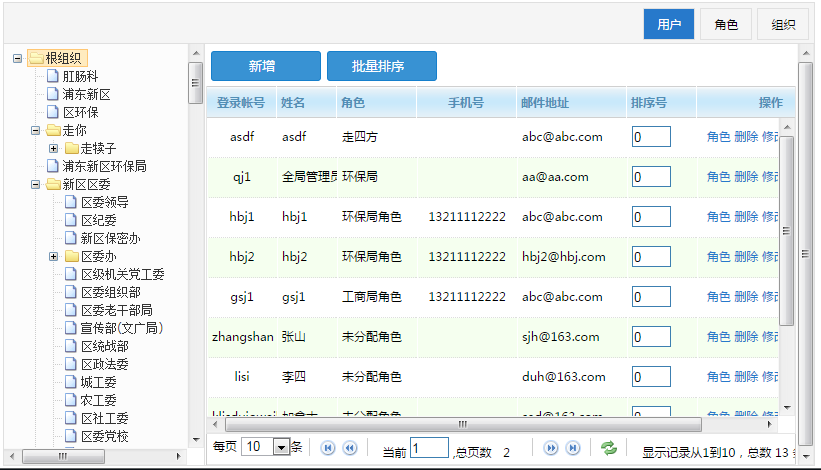 用户 角色 组织
根组织
肛肠科
浦东新区
区环保
走你
走犊子
浦东新区环保局
新区区委
区委领导
区纪委
新区保密办
区委办
区级机关党工委
区委组织部
区委老干部局
宣传部(文广局)
区统战部
区政法委
城工委
农工委
区社工委
区委党校
新增 批量排序
登录帐号 姓名 角色 手机号 邮件地址 排序号 操作
asdf asdf 走四方 abc@abc.com 0 角色 删除 修改
qj1 全局管理员 环保局 aa@aa.com 0 角色 删除 修改
hbj1 hbj1 环保局角色 13211112222 abc@abc.com 0 角色 删除 修改
hbj2 hbj2 环保局角色 13211112222 hbj2@hbj.com 0 角色 删除 修改
gsj1 gsj1 工商局角色 13211112222 abc@abc.com 0 角色 删除 修改
zhangshan 张山 未分配角色 sjh@163.com 0 角色 删除 修改
lisi 李四 未分配角色 duh@163.com 0 角色 删除 修改
未分配角色 0 角色 删除 修改
每页 10 条 当前 1 ,总页数 2 显示记录从1到10，总数 13